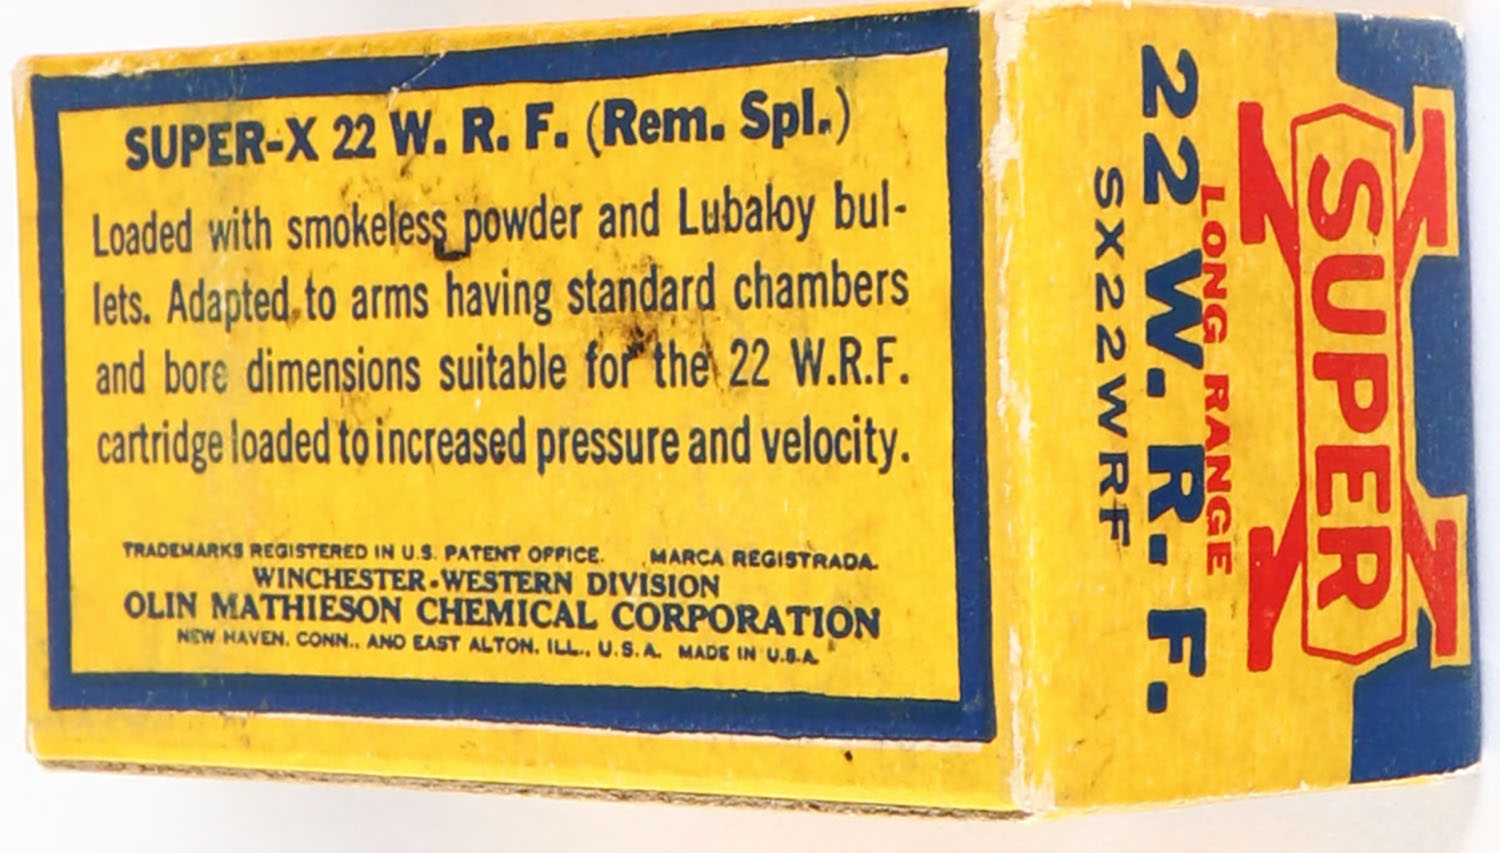 SUPER-X 22 W. R. F. (Rem. Spl.)
Loaded with smokeless powder and Lubaloy bul-
lets. Adapted to arms having standard chambers
and bore dimensions suitable for the 22 W.R.F.
cartridge loaded to increased pressure and velocity.
TRADEMARKS REGISTERED IN U.S. PATENT OFFICE. MARCA REGISTRADA.
WINCHESTER-WESTERN DIVISION
OLIN MATHIESON CHEMICAL CORPORATION
NEW HAVEN, CONN., AND EAST ALTON, ILL., U.S.A. MADE IN U.S.A.
SUPER
X
LONG RANGE
22 W. R. F.
SX22WRF